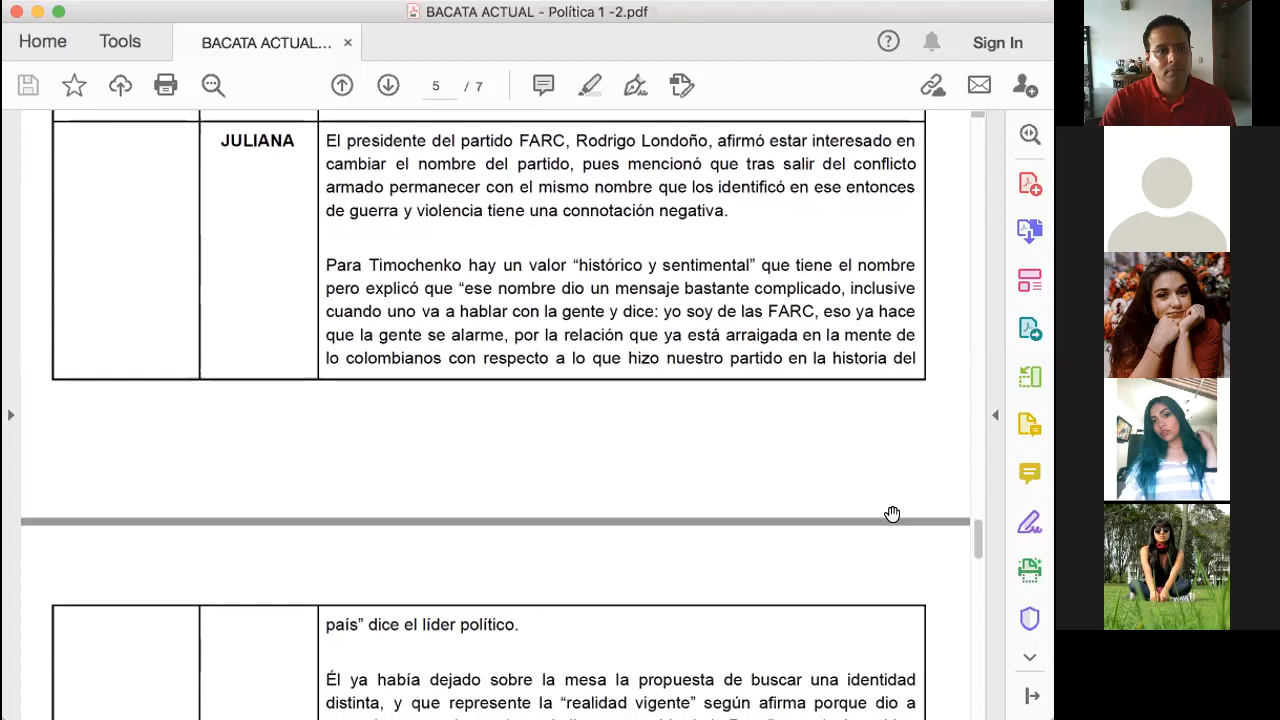 BACATA ACTUAL - Política 1 -2.pdf
Home
Tools
BACATA ACTUAL... ×
Sign In
5 / 7
JULIANA
El presidente del partido FARC, Rodrigo Londoño, afirmó estar interesado en
cambiar el nombre del partido, pues mencionó que tras salir del conflicto
armado permanecer con el mismo nombre que los identificó en ese entonces
de guerra y violencia tiene una connotación negativa.
Para Timochenko hay un valor “histórico y sentimental” que tiene el nombre
pero explicó que “ese nombre dio un mensaje bastante complicado, inclusive
cuando uno va a hablar con la gente y dice: yo soy de las FARC, eso ya hace
que la gente se alarme, por la relación que ya está arraigada en la mente de
lo colombianos con respecto a lo que hizo nuestro partido en la historia del
país” dice el líder político.
Él ya había dejado sobre la mesa la propuesta de buscar una identidad
distinta, y que represente la “realidad vigente” según afirma porque dio a